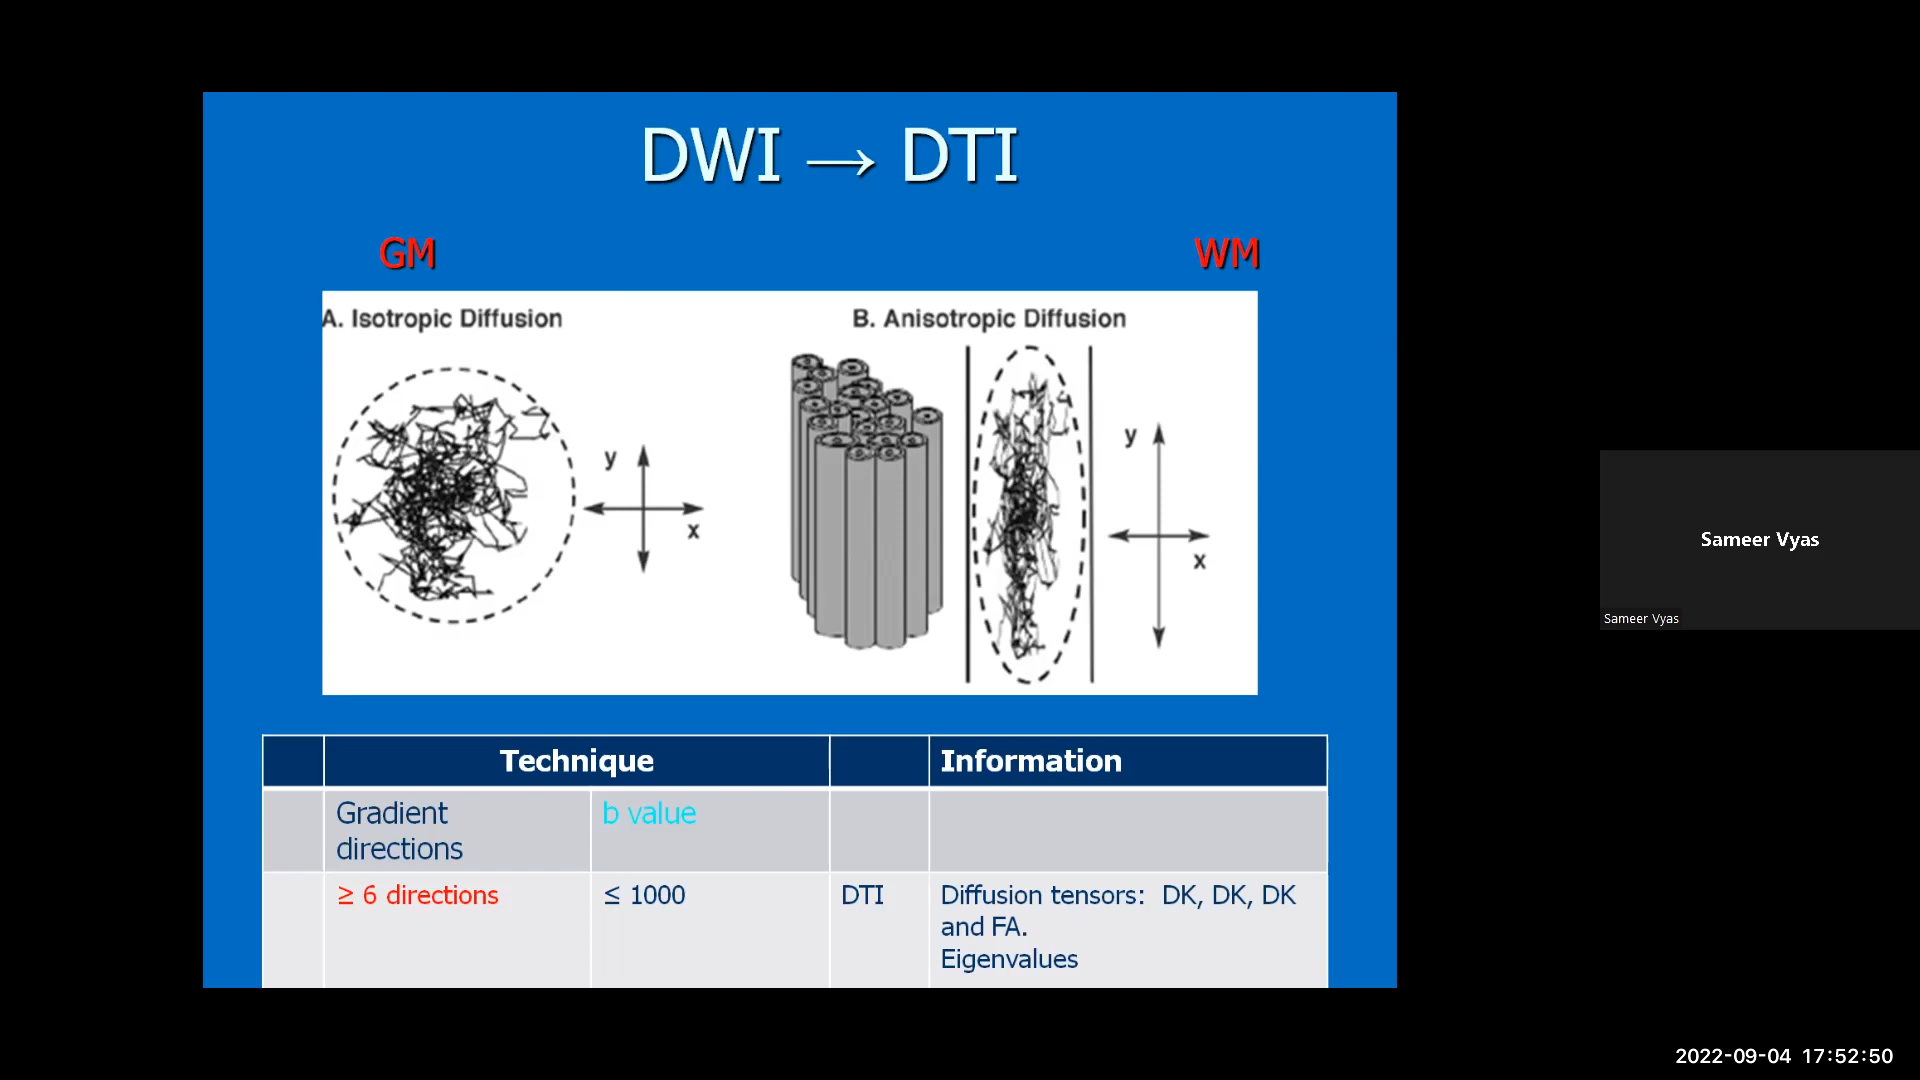 DWI → DTI
GM
WM
A. Isotropic Diffusion
B. Anisotropic Diffusion
y
x
y
x
Technique
Information
Gradient
directions
b value
≥ 6 directions
≤ 1000
DTI
Diffusion tensors: DK, DK, DK
and FA.
Eigenvalues
Sameer Vyas
Sameer Vyas
2022-09-04 17:52:50